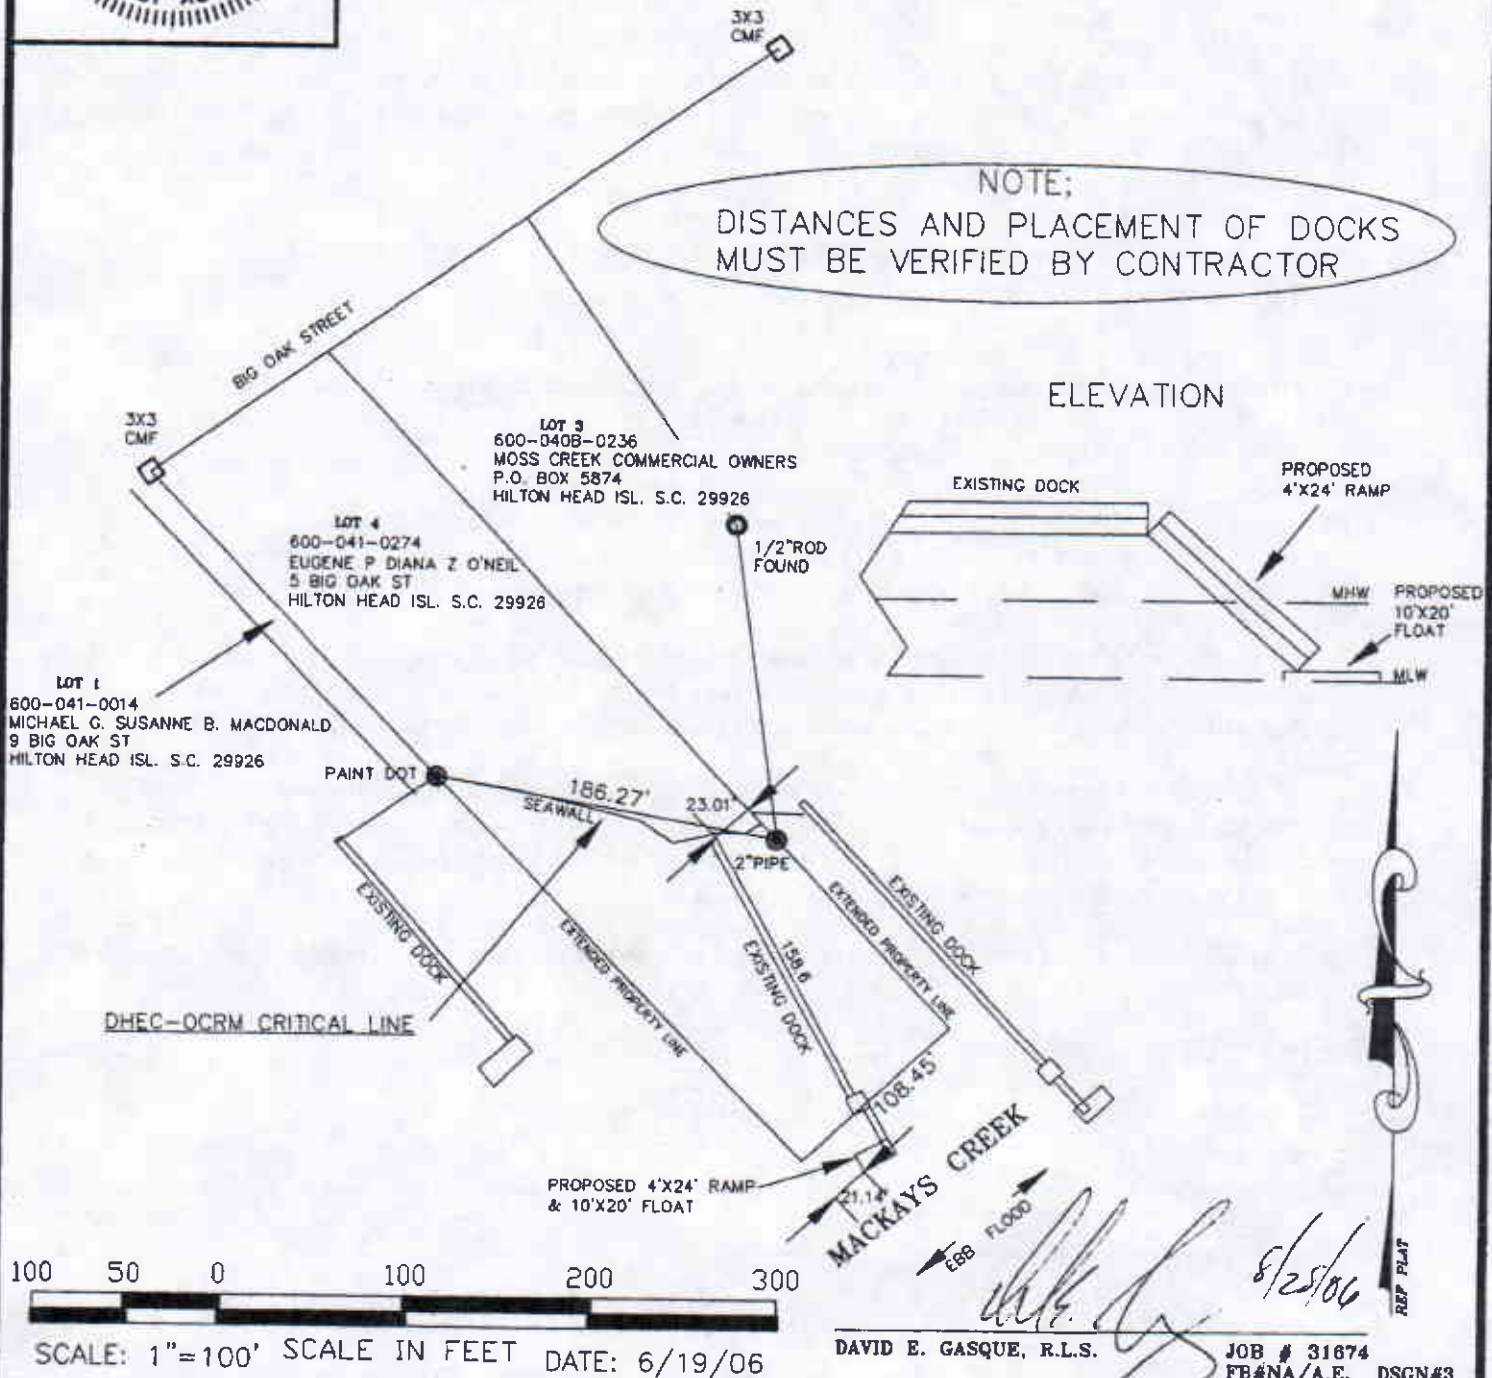 3X3
CMF
NOTE;
DISTANCES AND PLACEMENT OF DOCKS
MUST BE VERIFIED BY CONTRACTOR
BIG OAK STREET
ELEVATION
3X3
CMF
LOT 3
600-040B-0236
MOSS CREEK COMMERCIAL OWNERS
P.O. BOX 5874
HILTON HEAD ISL. S.C. 29926
EXISTING DOCK
PROPOSED
4'X24' RAMP
LOT 4
600-041-0274
EUGENE P DIANA Z O'NEIL
5 BIG OAK ST
HILTON HEAD ISL. S.C. 29926
1/2"ROD
FOUND
MHW
PROPOSED
10'X20'
FLOAT
MLW
LOT 1
600-041-0014
MICHAEL G. SUSANNE B. MACDONALD
9 BIG OAK ST
HILTON HEAD ISL. S.C. 29926
PAINT DOT
186.27'
SEAWALL
23.01'
2"PIPE
EXISTING DOCK
EXTENDED PROPERTY LINE
158.6
EXISTING DOCK
EXTENDED PROPERTY LINE
EXISTING DOCK
DHEC-OCRM CRITICAL LINE
108.45'
PROPOSED 4'X24' RAMP
& 10'X20' FLOAT
21.14'
MACKAYS CREEK
EBB FLOOD
8/25/06
REF PLAT
100 50 0 100 200 300
SCALE: 1"=100' SCALE IN FEET DATE: 6/19/06
DAVID E. GASQUE, R.L.S.
JOB # 31674
FB#NA/A.E. DSGN#3